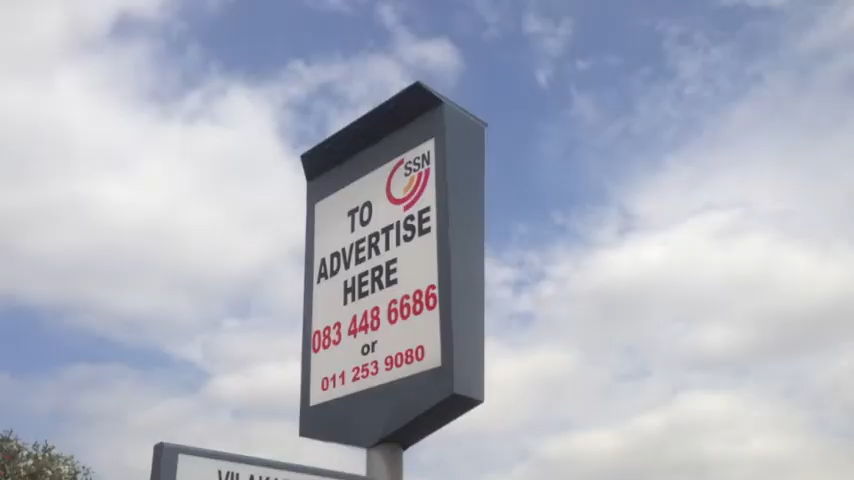 SSN
TO
ADVERTISE
HERE
083 448 6686
or
011 253 9080